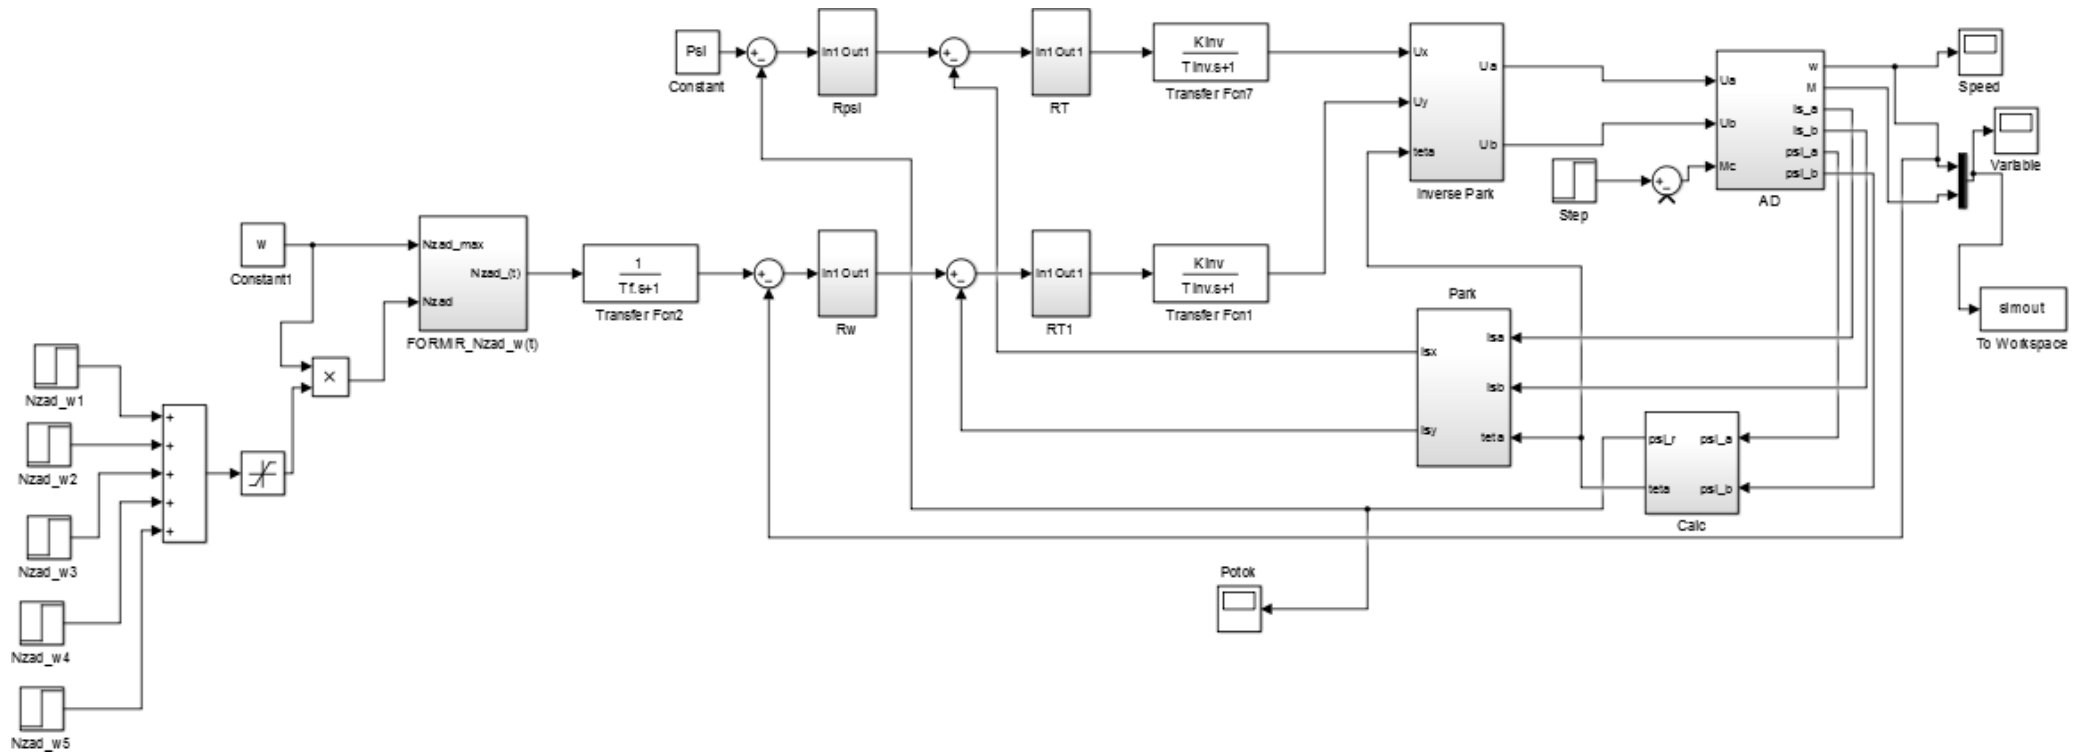 Psi
Constant
+
−
In1 Out1
Rpsi
+
−
In1 Out1
RT
KInv
TInv.s+1
Transfer Fcn7
Ux
Uy
teta
Ua
Ub
Inverse Park
Ua
Ub
Mc
w
M
Is_a
Is_b
psi_a
psi_b
AD
Speed
Variable
Step
+
−
simout
To Workspace
w
Constant1
Nzad_max
Nzad_(t)
Nzad
FORMIR_Nzad_w(t)
1
Tf.s+1
Transfer Fcn2
+
−
In1 Out1
Rw
+
−
In1 Out1
RT1
KInv
TInv.s+1
Transfer Fcn1
Park
Isx
Isy
Isa
Isb
teta
psi_r
teta
psi_a
psi_b
Calc
×
Nzad_w1
Nzad_w2
Nzad_w3
Nzad_w4
Nzad_w5
+
+
+
+
+
Potok